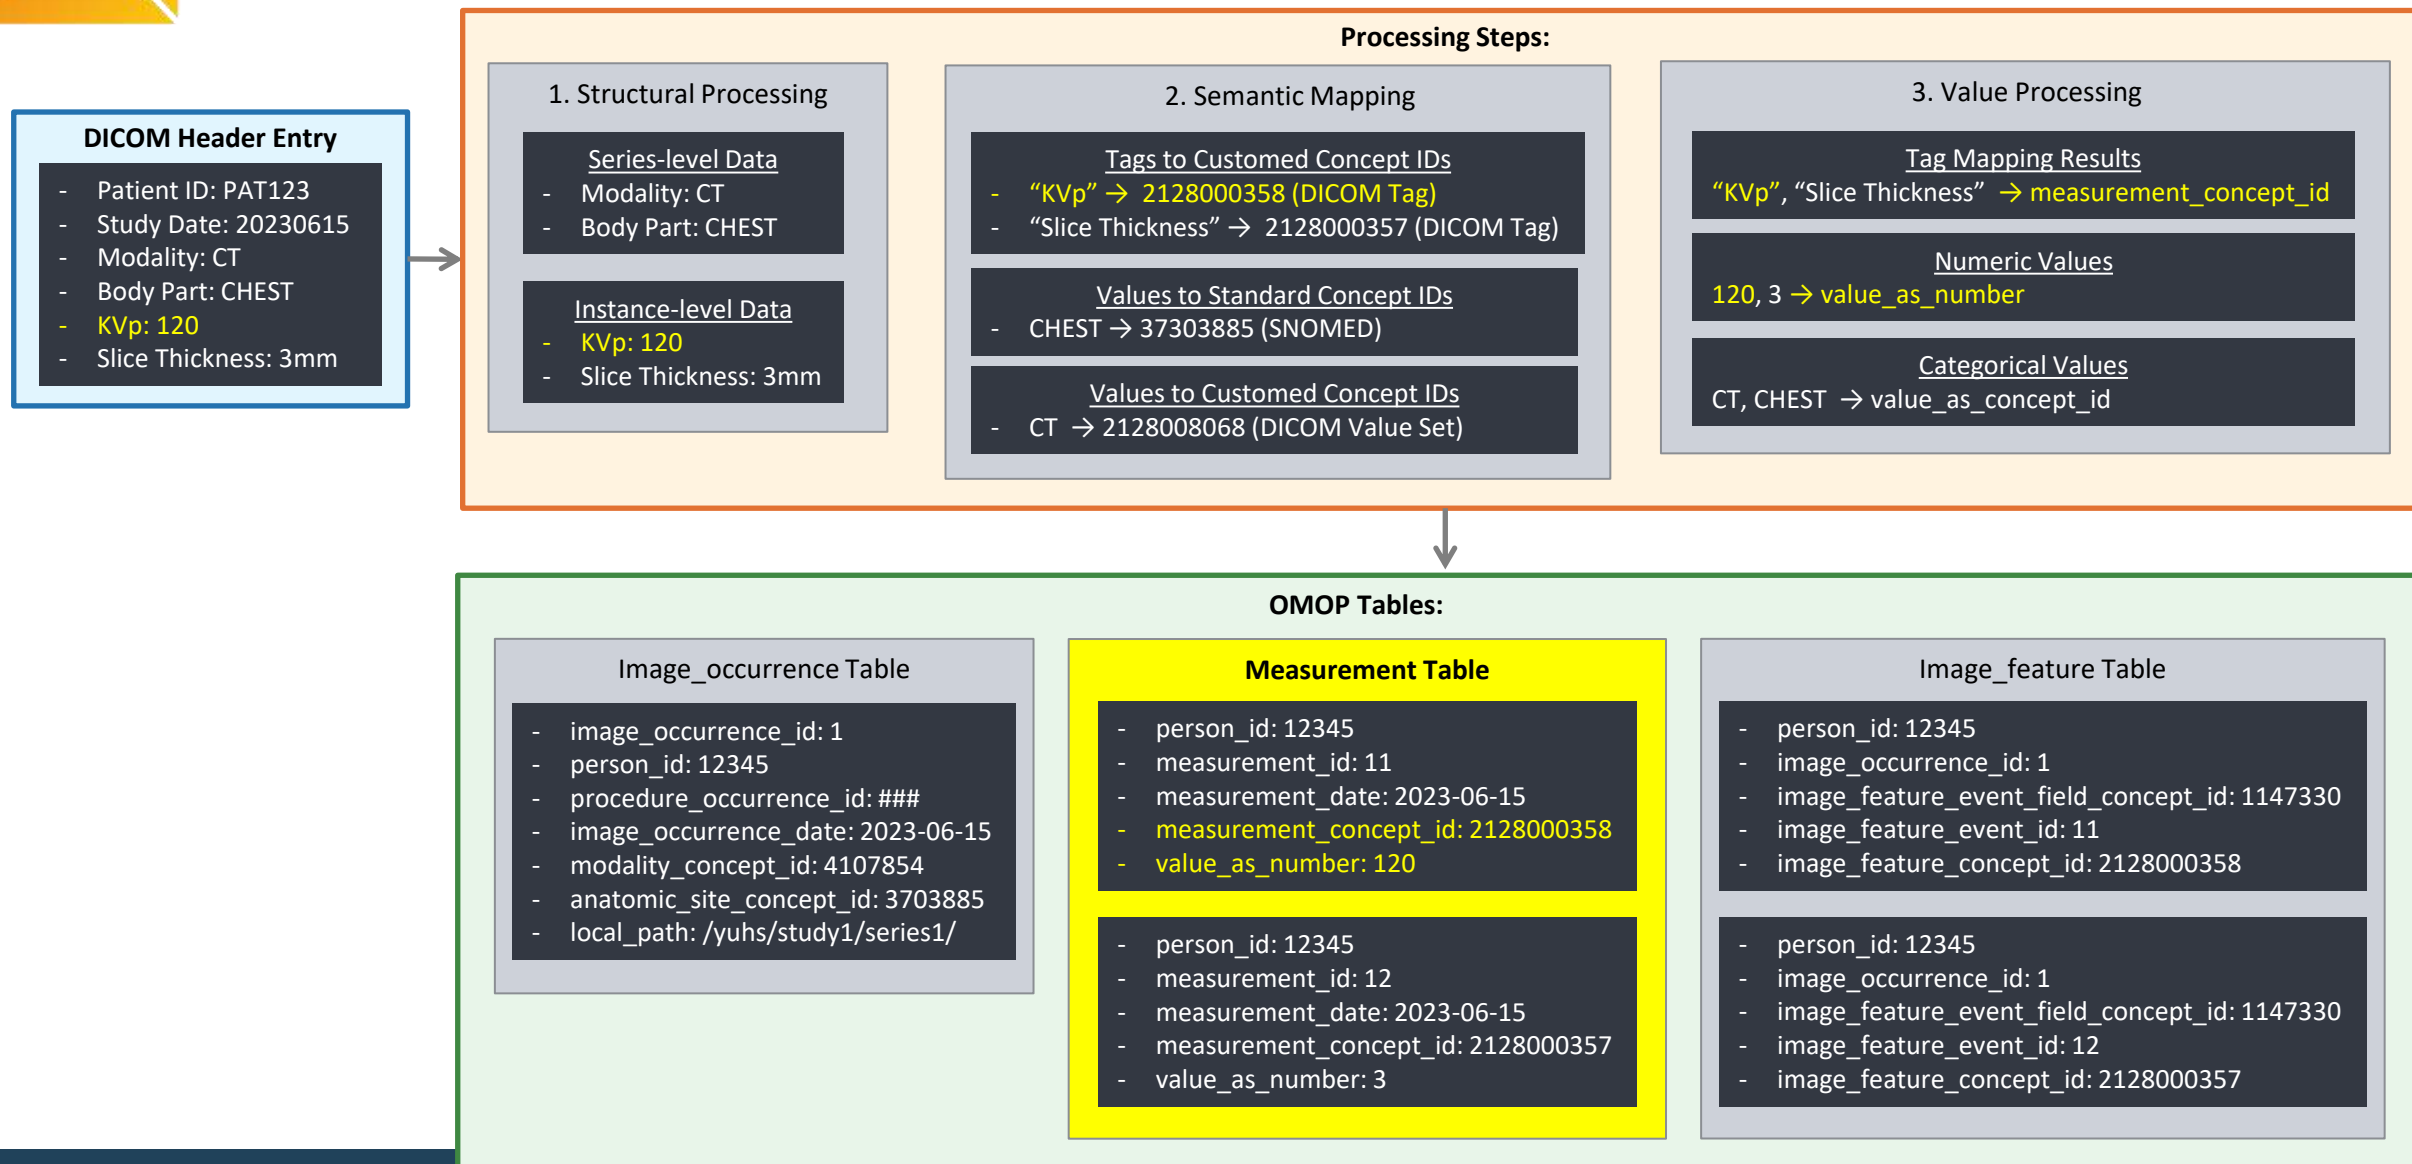 Processing Steps:
DICOM Header Entry
- Patient ID: PAT123
- Study Date: 20230615
- Modality: CT
- Body Part: CHEST
- KVp: 120
- Slice Thickness: 3mm
1. Structural Processing
Series-level Data
- Modality: CT
- Body Part: CHEST
Instance-level Data
- KVp: 120
- Slice Thickness: 3mm
2. Semantic Mapping
Tags to Customed Concept IDs
- “KVp” → 2128000358 (DICOM Tag)
- “Slice Thickness” → 2128000357 (DICOM Tag)
Values to Standard Concept IDs
- CHEST → 37303885 (SNOMED)
Values to Customed Concept IDs
- CT → 2128008068 (DICOM Value Set)
3. Value Processing
Tag Mapping Results
“KVp”, “Slice Thickness” → measurement_concept_id
Numeric Values
120, 3 → value_as_number
Categorical Values
CT, CHEST → value_as_concept_id
OMOP Tables:
Image_occurrence Table
- image_occurrence_id: 1
- person_id: 12345
- procedure_occurrence_id: ###
- image_occurrence_date: 2023-06-15
- modality_concept_id: 4107854
- anatomic_site_concept_id: 3703885
- local_path: /yuhs/study1/series1/
Measurement Table
- person_id: 12345
- measurement_id: 11
- measurement_date: 2023-06-15
- measurement_concept_id: 2128000358
- value_as_number: 120
- person_id: 12345
- measurement_id: 12
- measurement_date: 2023-06-15
- measurement_concept_id: 2128000357
- value_as_number: 3
Image_feature Table
- person_id: 12345
- image_occurrence_id: 1
- image_feature_event_field_concept_id: 1147330
- image_feature_event_id: 11
- image_feature_concept_id: 2128000358
- person_id: 12345
- image_occurrence_id: 1
- image_feature_event_field_concept_id: 1147330
- image_feature_event_id: 12
- image_feature_concept_id: 2128000357